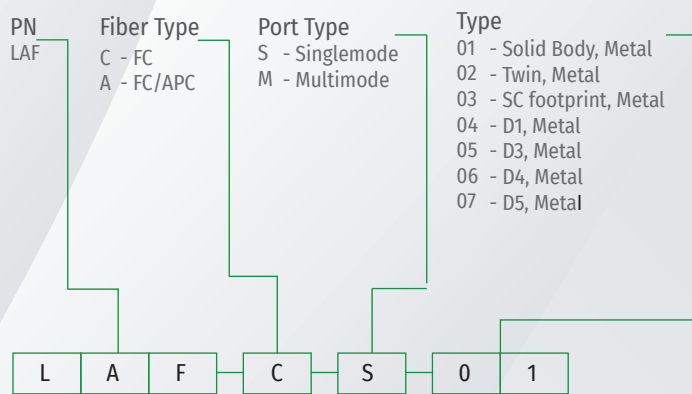 PN
LAF
Fiber Type
C - FC
A - FC/APC
Port Type
S - Singlemode
M - Multimode
Type
01 - Solid Body, Metal
02 - Twin, Metal
03 - SC footprint, Metal
04 - D1, Metal
05 - D3, Metal
06 - D4, Metal
07 - D5, Metal
L A F C S 0 1